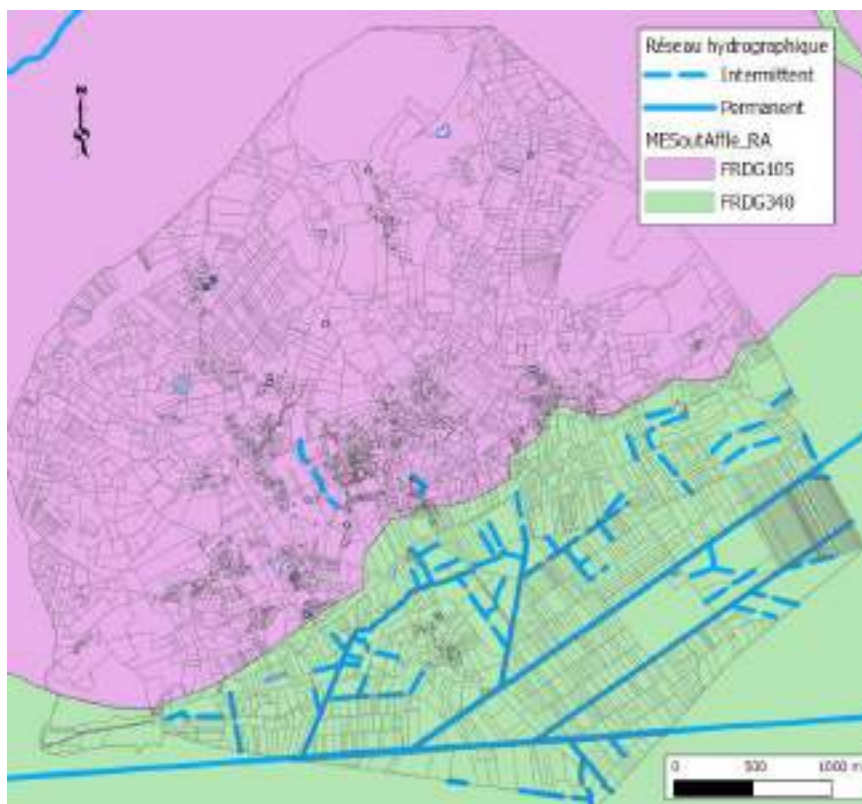 N
Réseau hydrographique
Intermittent
Permanent
MESoutAffle_RA
FRDG105
FRDG340
0 500 1000 m